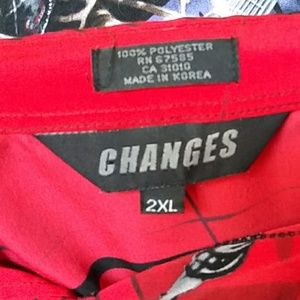 100% POLYESTER
RN 67585
CA 31010
MADE IN KOREA
CHANGES
2XL